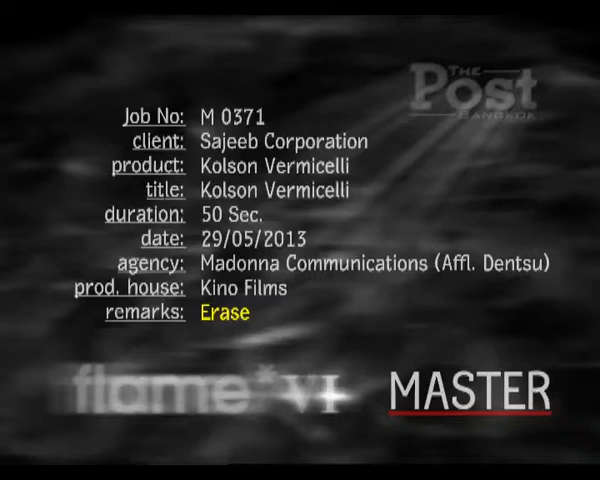 THE
Post
BANGKOK
Job No: M 0371
client: Sajeeb Corporation
product: Kolson Vermicelli
title: Kolson Vermicelli
duration: 50 Sec.
date: 29/05/2013
agency: Madonna Communications (Affl. Dentsu)
prod. house: Kino Films
remarks: Erase
flame* VI MASTER